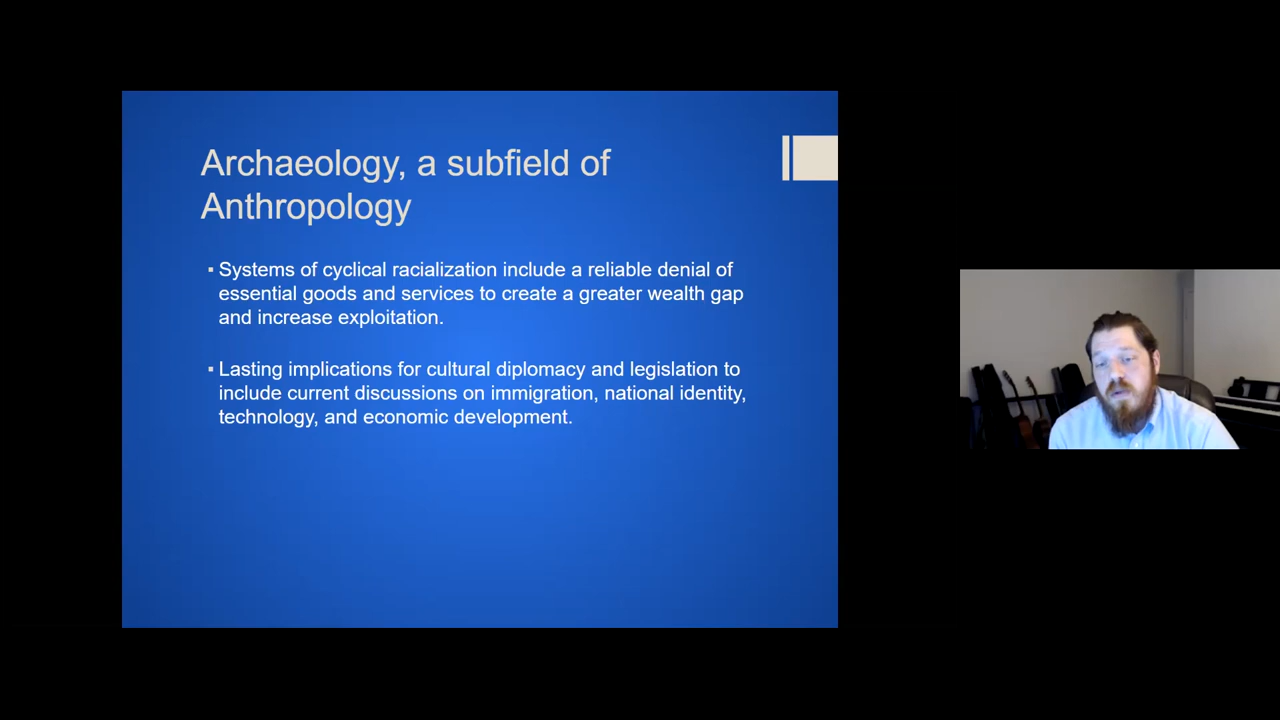 Archaeology, a subfield of
Anthropology
▪ Systems of cyclical racialization include a reliable denial of
essential goods and services to create a greater wealth gap
and increase exploitation.
▪ Lasting implications for cultural diplomacy and legislation to
include current discussions on immigration, national identity,
technology, and economic development.